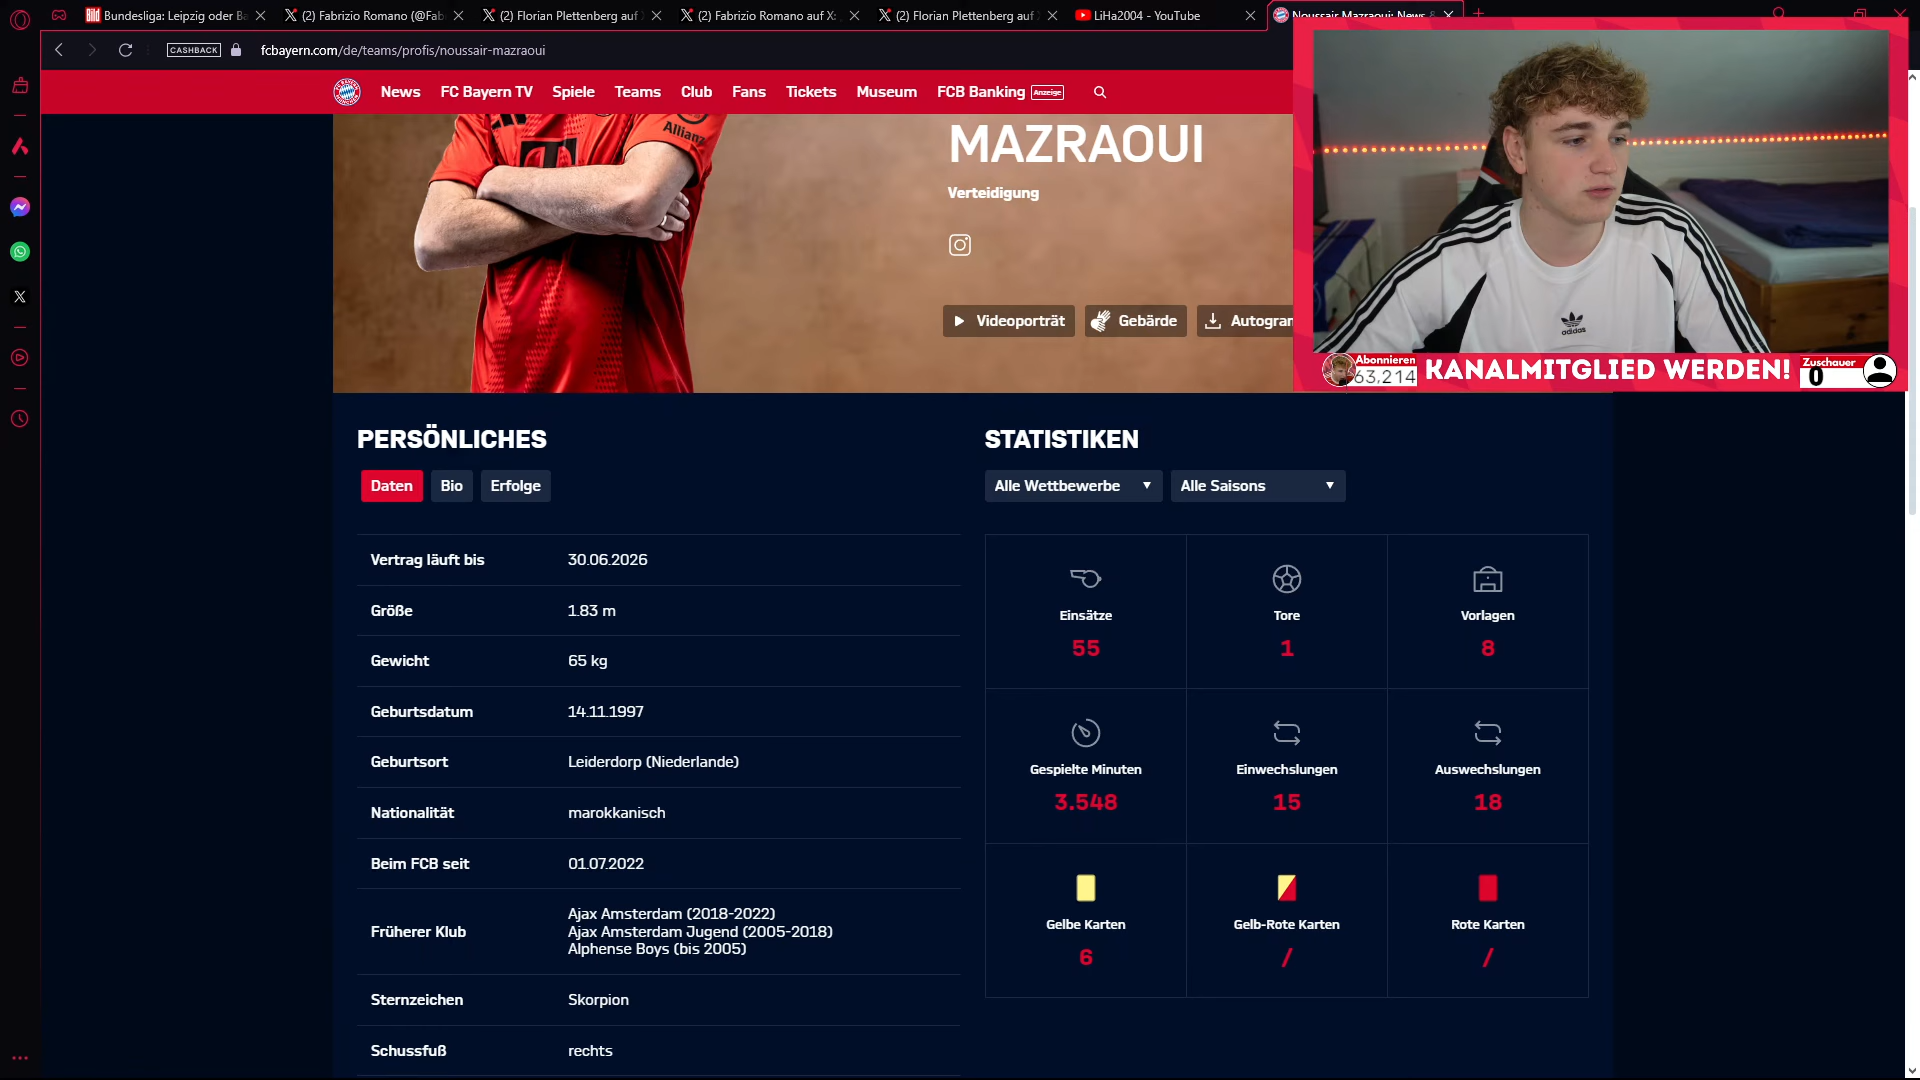 Bundesliga: Leipzig oder Ba
(2) Fabrizio Romano (@Fab
(2) Florian Plettenberg auf X
(2) Fabrizio Romano auf X:
(2) Florian Plettenberg auf X
LiHa2004 - YouTube
Noussair Mazraoui: News &
CASHBACK
fcbayern.com/de/teams/profis/noussair-mazraoui
News FC Bayern TV Spiele Teams Club Fans Tickets Museum FCB Banking Anzeige
Allianz
MAZRAOUI
Verteidigung
Videoporträt Gebärde Autogram
adidas
Abonnieren
63,214
KANALMITGLIED WERDEN!
Zuschauer
0
PERSÖNLICHES
Daten Bio Erfolge
Vertrag läuft bis 30.06.2026
Größe 1.83 m
Gewicht 65 kg
Geburtsdatum 14.11.1997
Geburtsort Leiderdorp (Niederlande)
Nationalität marokkanisch
Beim FCB seit 01.07.2022
Früherer Klub
Ajax Amsterdam (2018-2022)
Ajax Amsterdam Jugend (2005-2018)
Alphense Boys (bis 2005)
Sternzeichen Skorpion
Schussfuß rechts
STATISTIKEN
Alle Wettbewerbe Alle Saisons
Einsätze Tore Vorlagen
55 1 8
Gespielte Minuten Einwechslungen Auswechslungen
3.548 15 18
Gelbe Karten Gelb-Rote Karten Rote Karten
6 / /